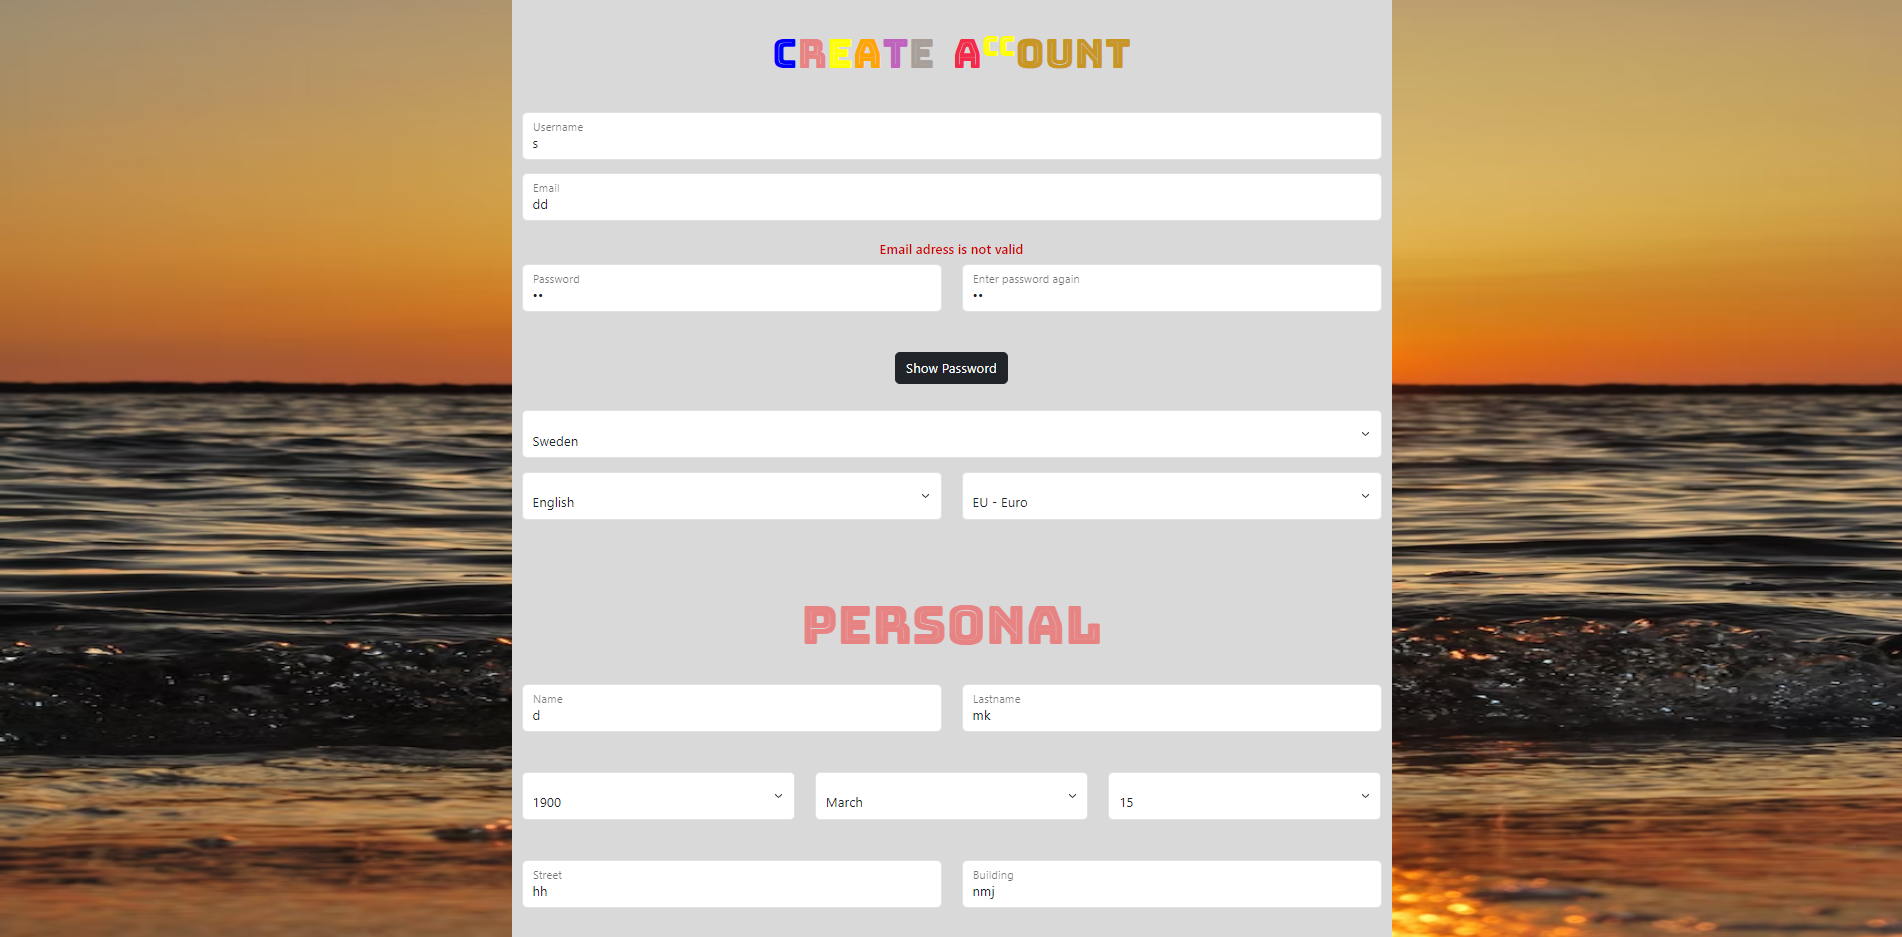 CREATE ACCOUNT
Username
s
Email
dd
Email adress is not valid
Password Enter password again
•• ••
Show Password
Sweden
English EU - Euro
PERSONAL
Name Lastname
d mk
1900 March 15
Street Building
hh nmj